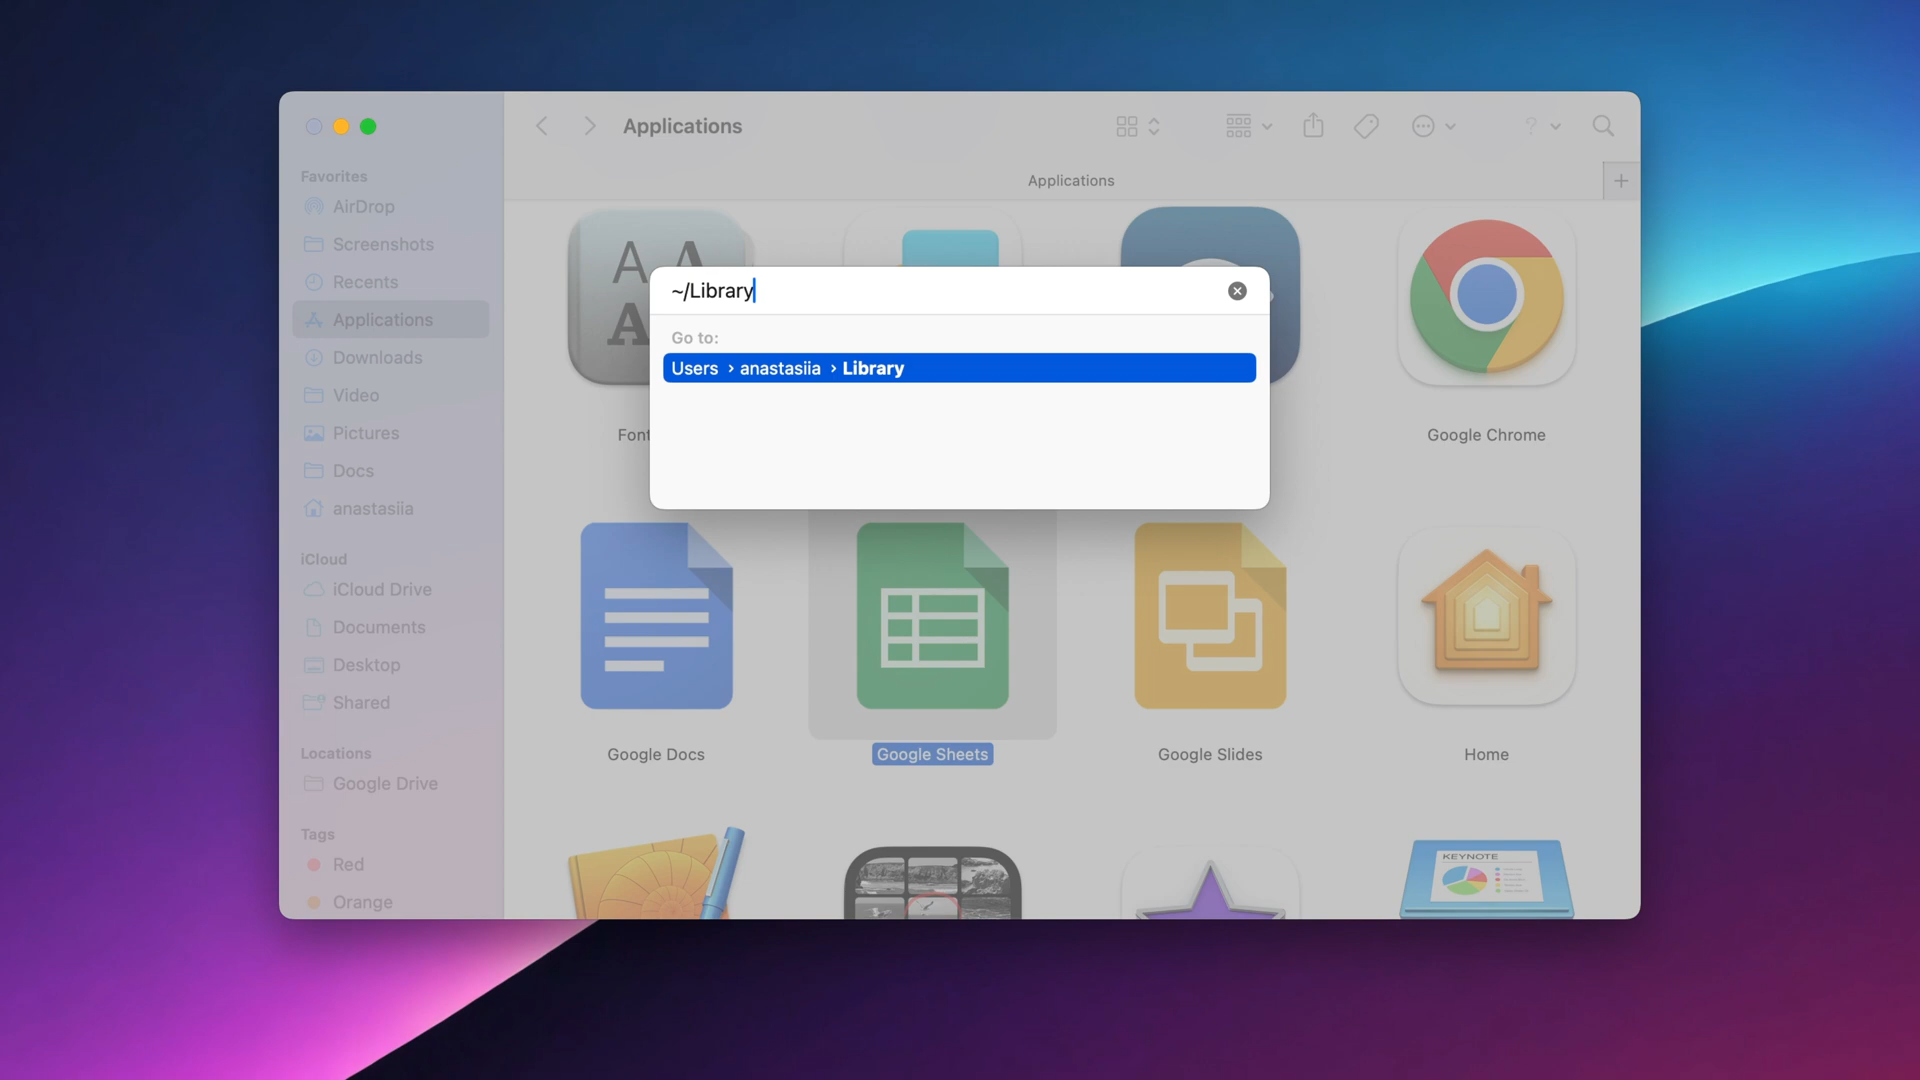 Applications
Favorites
AirDrop
Screenshots
Recents
Applications
Downloads
Video
Pictures
Docs
anastasiia
iCloud
iCloud Drive
Documents
Desktop
Shared
Locations
Google Drive
Tags
Red
Orange
Applications
~/Library
Go to:
Users › anastasiia › Library
Font
Google Chrome
Google Docs
Google Sheets
Google Slides
Home
KEYNOTE